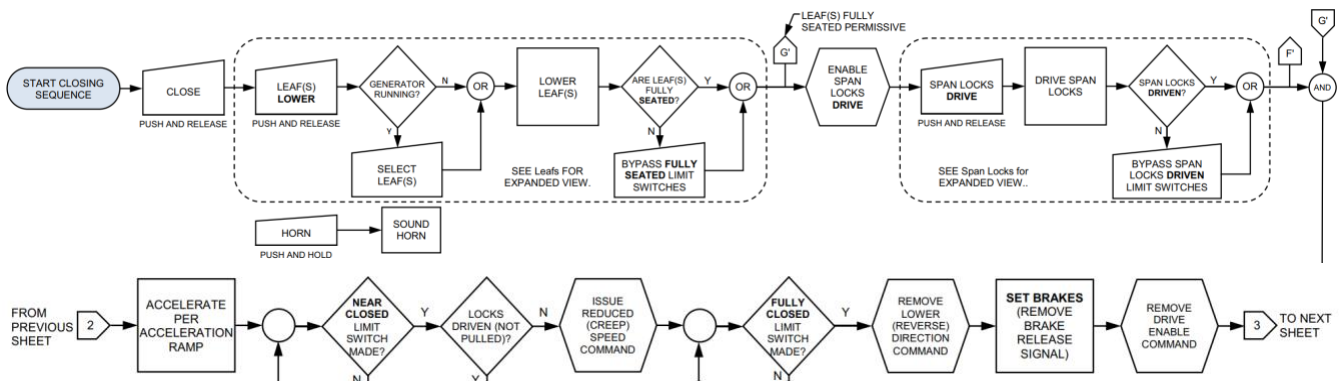 LEAF(S) FULLY
SEATED PERMISSIVE
G'
G'
F'
START CLOSING
SEQUENCE
CLOSE
PUSH AND RELEASE
LEAF(S)
LOWER
PUSH AND RELEASE
GENERATOR
RUNNING?
N
Y
OR
SELECT
LEAF(S)
LOWER
LEAF(S)
ARE LEAF(S)
FULLY
SEATED?
Y
N
OR
BYPASS FULLY
SEATED LIMIT
SWITCHES
SEE Leafs FOR
EXPANDED VIEW.
ENABLE
SPAN
LOCKS
DRIVE
SPAN LOCKS
DRIVE
PUSH AND RELEASE
DRIVE SPAN
LOCKS
SPAN LOCKS
DRIVEN?
Y
N
OR
BYPASS SPAN
LOCKS DRIVEN
LIMIT SWITCHES
SEE Span Locks for
EXPANDED VIEW..
AND
HORN
PUSH AND HOLD
SOUND
HORN
FROM
PREVIOUS
SHEET
2
ACCELERATE
PER
ACCELERATION
RAMP
NEAR
CLOSED
LIMIT
SWITCH
MADE?
Y
N
LOCKS
DRIVEN (NOT
PULLED)?
N
Y
ISSUE
REDUCED
(CREEP)
SPEED
COMMAND
FULLY
CLOSED
LIMIT
SWITCH
MADE?
Y
N
REMOVE
LOWER
(REVERSE)
DIRECTION
COMMAND
SET BRAKES
(REMOVE
BRAKE
RELEASE
SIGNAL)
REMOVE
DRIVE
ENABLE
COMMAND
3
TO NEXT
SHEET